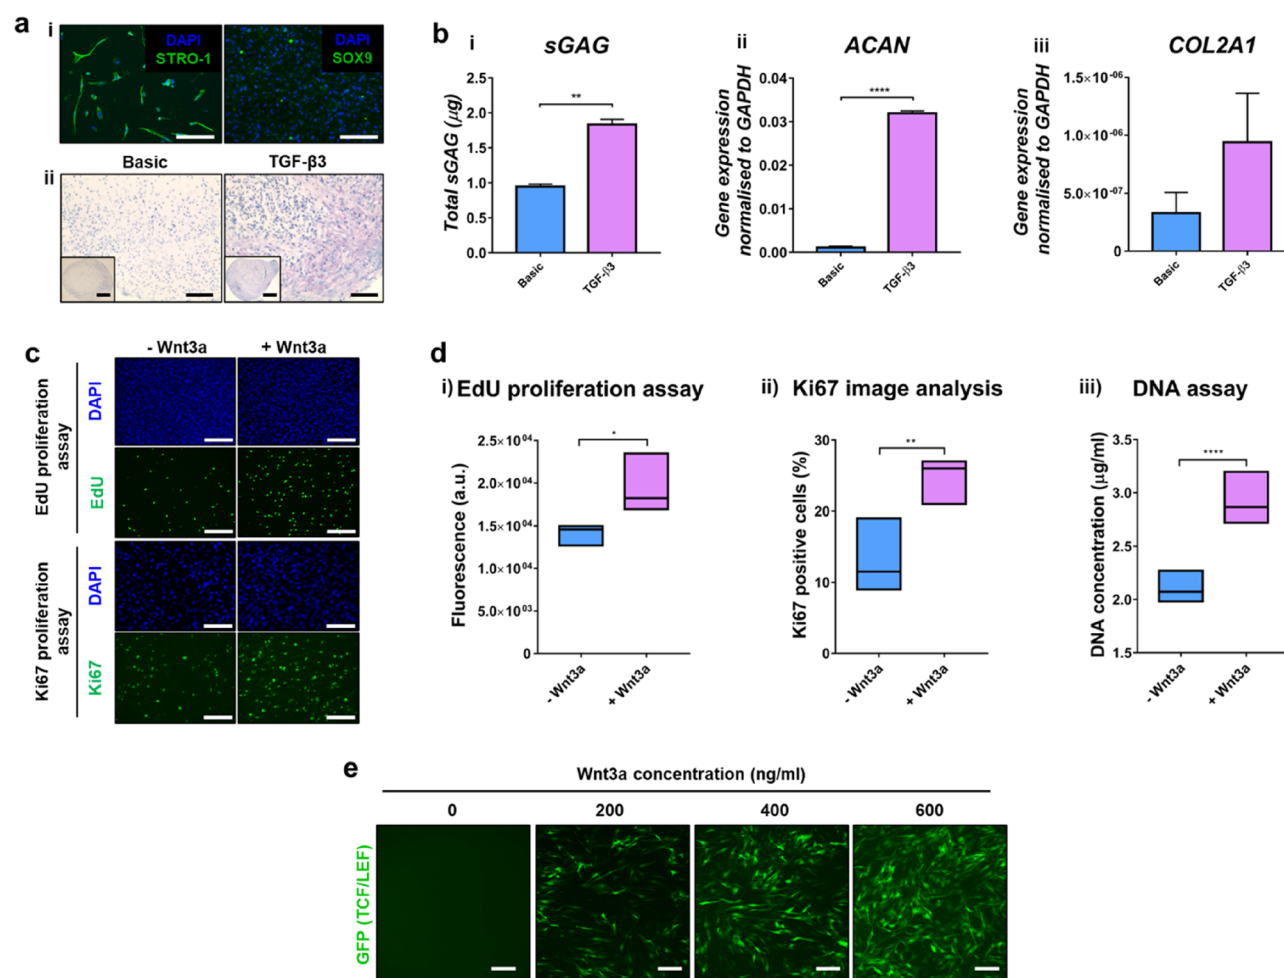 a
i
DAPI
STRO-1
DAPI
SOX9
ii
Basic
TGF-β3
b
i
sGAG
Total sGAG (µg)
2.5
2.0
1.5
1.0
0.5
0.0
**
Basic
TGF-β3
ii
ACAN
Gene expression
normalised to GAPDH
0.04
0.03
0.02
0.01
0.00
****
Basic
TGF-β3
iii
COL2A1
Gene expression
normalised to GAPDH
1.5×10⁻⁰⁶
1.0×10⁻⁰⁶
5.0×10⁻⁰⁷
0
Basic
TGF-β3
c
- Wnt3a
+ Wnt3a
EdU proliferation
assay
DAPI
EdU
Ki67 proliferation
assay
DAPI
Ki67
d
i) EdU proliferation assay
Fluorescence (a.u.)
2.5×10⁰⁴
2.0×10⁰⁴
1.5×10⁰⁴
1.0×10⁰⁴
5.0×10⁰³
0
*
- Wnt3a
+ Wnt3a
ii) Ki67 image analysis
Ki67 positive cells (%)
30
20
10
0
**
- Wnt3a
+ Wnt3a
iii) DNA assay
DNA concentration (µg/ml)
3.5
3.0
2.5
2.0
1.5
****
- Wnt3a
+ Wnt3a
e
Wnt3a concentration (ng/ml)
0
200
400
600
GFP (TCF/LEF)